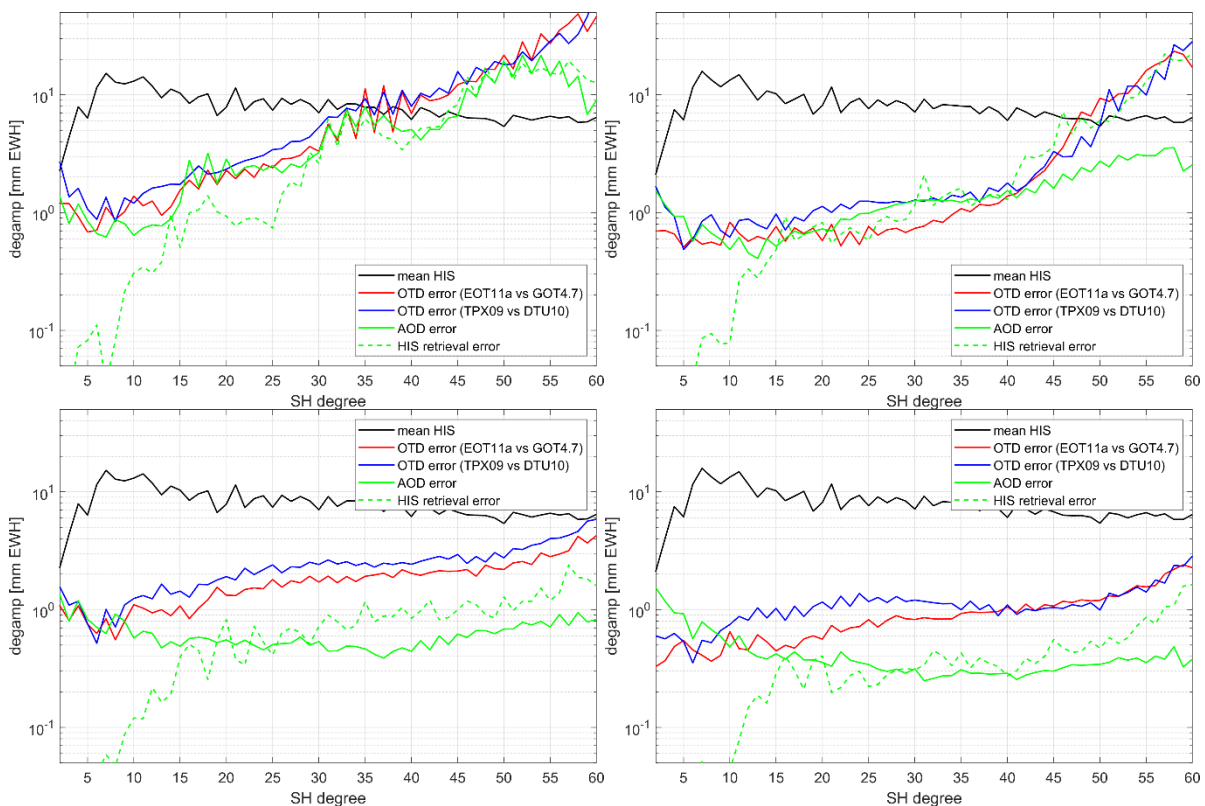 degamp [mm EWH]
10^1
10^0
10^-1
mean HIS
OTD error (EOT11a vs GOT4.7)
OTD error (TPX09 vs DTU10)
AOD error
HIS retrieval error
5 10 15 20 25 30 35 40 45 50 55 60
SH degree
degamp [mm EWH]
10^1
10^0
10^-1
mean HIS
OTD error (EOT11a vs GOT4.7)
OTD error (TPX09 vs DTU10)
AOD error
HIS retrieval error
5 10 15 20 25 30 35 40 45 50 55 60
SH degree
degamp [mm EWH]
10^1
10^0
10^-1
mean HIS
OTD error (EOT11a vs GOT4.7)
OTD error (TPX09 vs DTU10)
AOD error
HIS retrieval error
5 10 15 20 25 30 35 40 45 50 55 60
SH degree
degamp [mm EWH]
10^1
10^0
10^-1
mean HIS
OTD error (EOT11a vs GOT4.7)
OTD error (TPX09 vs DTU10)
AOD error
HIS retrieval error
5 10 15 20 25 30 35 40 45 50 55 60
SH degree